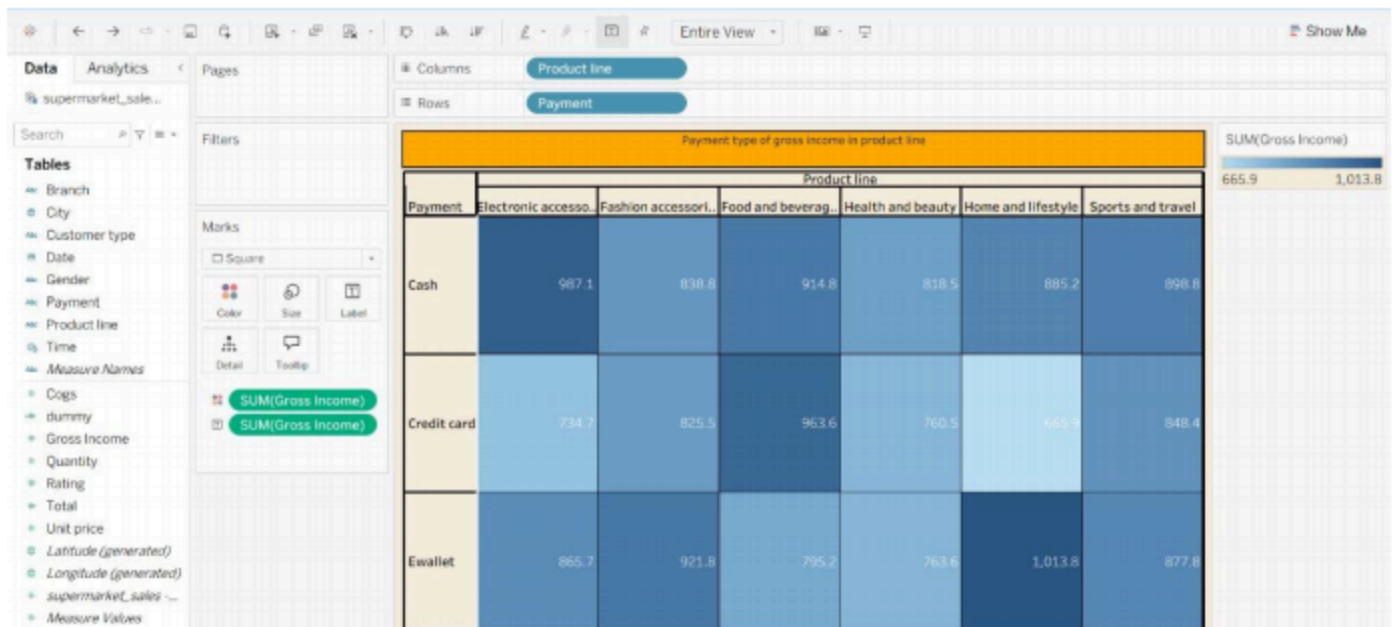 Entire View
Show Me
Data Analytics
Pages
Columns Product line
supermarket_sale...
Rows Payment
Search
Filters
Payment type of gross income in product line
SUM(Gross Income)
665.9 1,013.8
Tables
Product line
Payment Electronic accesso.. Fashion accessori.. Food and beverag.. Health and beauty Home and lifestyle Sports and travel
Branch
City
Customer type
Date
Gender
Payment
Product line
Time
Measure Names
Cogs
dummy
Gross Income
Quantity
Rating
Total
Unit price
Latitude (generated)
Longitude (generated)
supermarket_sales -...
Measure Values
Marks
Square
Color Size Label
Detail Tooltip
SUM(Gross Income)
SUM(Gross Income)
Cash 987.1 838.8 914.8 818.5 885.2 898.8
Credit card 734.7 825.5 963.6 760.5 665.9 848.4
Ewallet 865.7 921.8 795.2 763.6 1,013.8 877.8